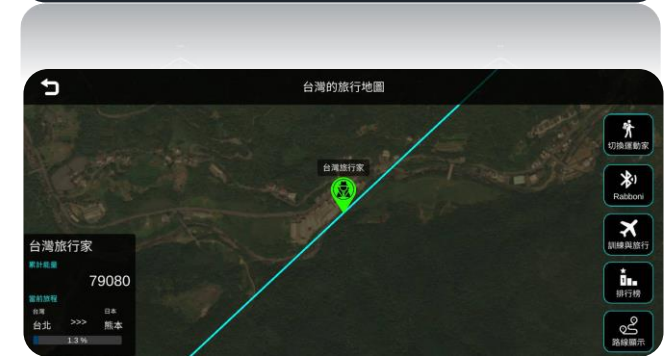 台灣的旅行地圖
切換運動家
台灣旅行家
Rabboni
台灣旅行家
訓練與旅行
累計能量
79080
排行榜
當前旅程
台灣 日本
台北 >>> 熊本
1.3 %
路線顯示